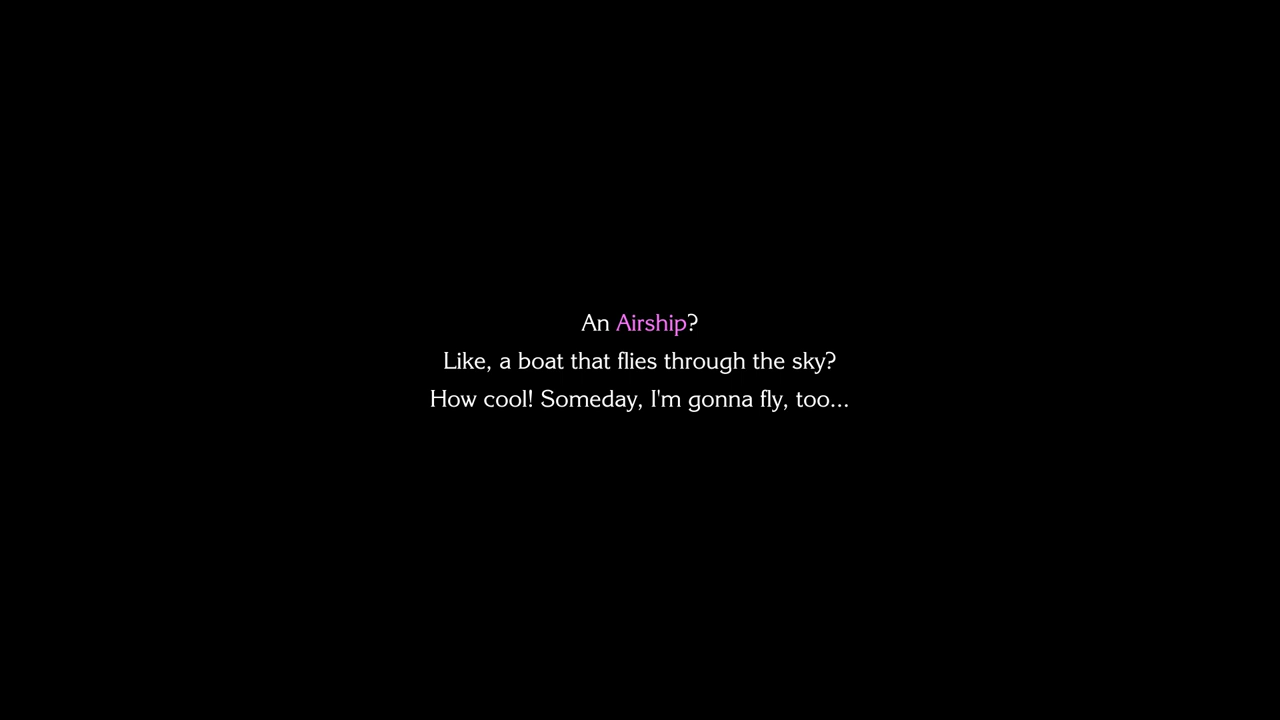 An Airship?
Like, a boat that flies through the sky?
How cool! Someday, I'm gonna fly, too...